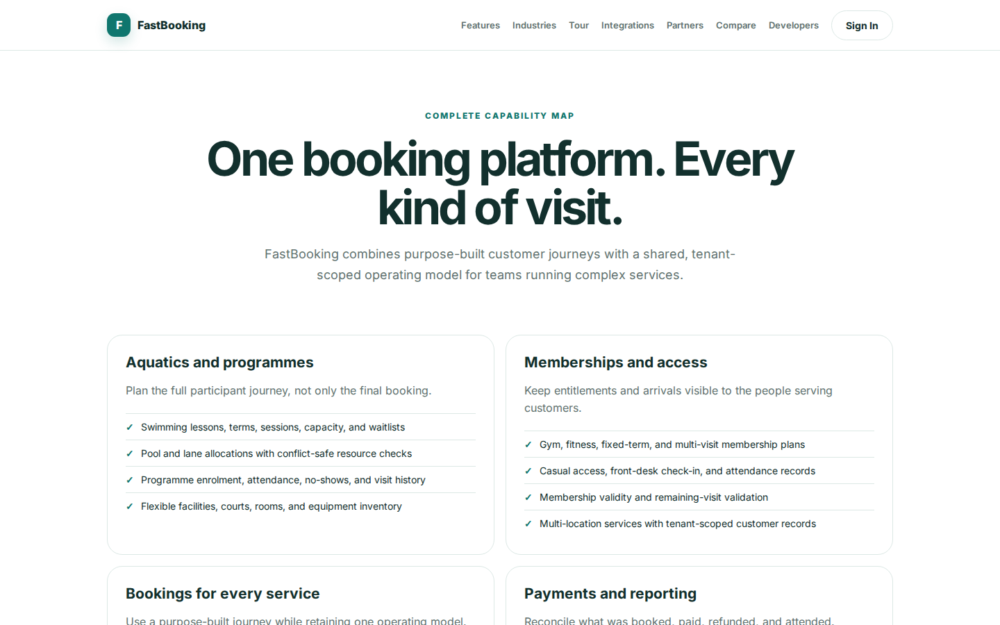 F FastBooking
Features Industries Tour Integrations Partners Compare Developers Sign In
COMPLETE CAPABILITY MAP
One booking platform. Every
kind of visit.
FastBooking combines purpose-built customer journeys with a shared, tenant-
scoped operating model for teams running complex services.
Aquatics and programmes
Plan the full participant journey, not only the final booking.
✓ Swimming lessons, terms, sessions, capacity, and waitlists
✓ Pool and lane allocations with conflict-safe resource checks
✓ Programme enrolment, attendance, no-shows, and visit history
✓ Flexible facilities, courts, rooms, and equipment inventory
Memberships and access
Keep entitlements and arrivals visible to the people serving
customers.
✓ Gym, fitness, fixed-term, and multi-visit membership plans
✓ Casual access, front-desk check-in, and attendance records
✓ Membership validity and remaining-visit validation
✓ Multi-location services with tenant-scoped customer records
Bookings for every service
Use a purpose-built journey while retaining one operating model.
Payments and reporting
Reconcile what was booked, paid, refunded, and attended.